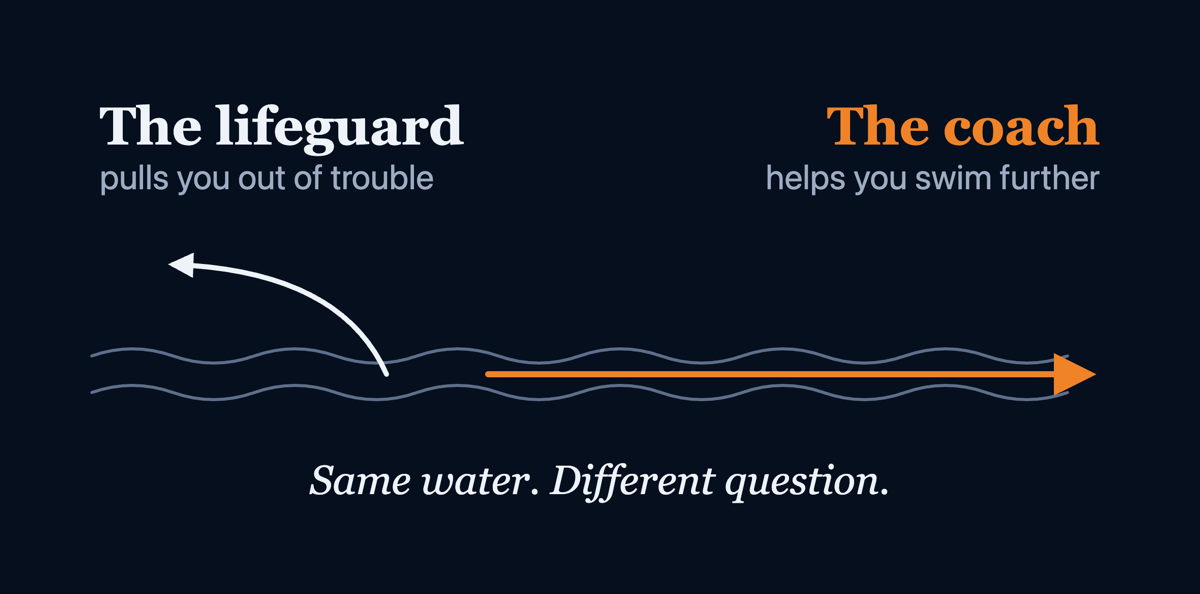 The lifeguard
pulls you out of trouble
The coach
helps you swim further
Same water. Different question.